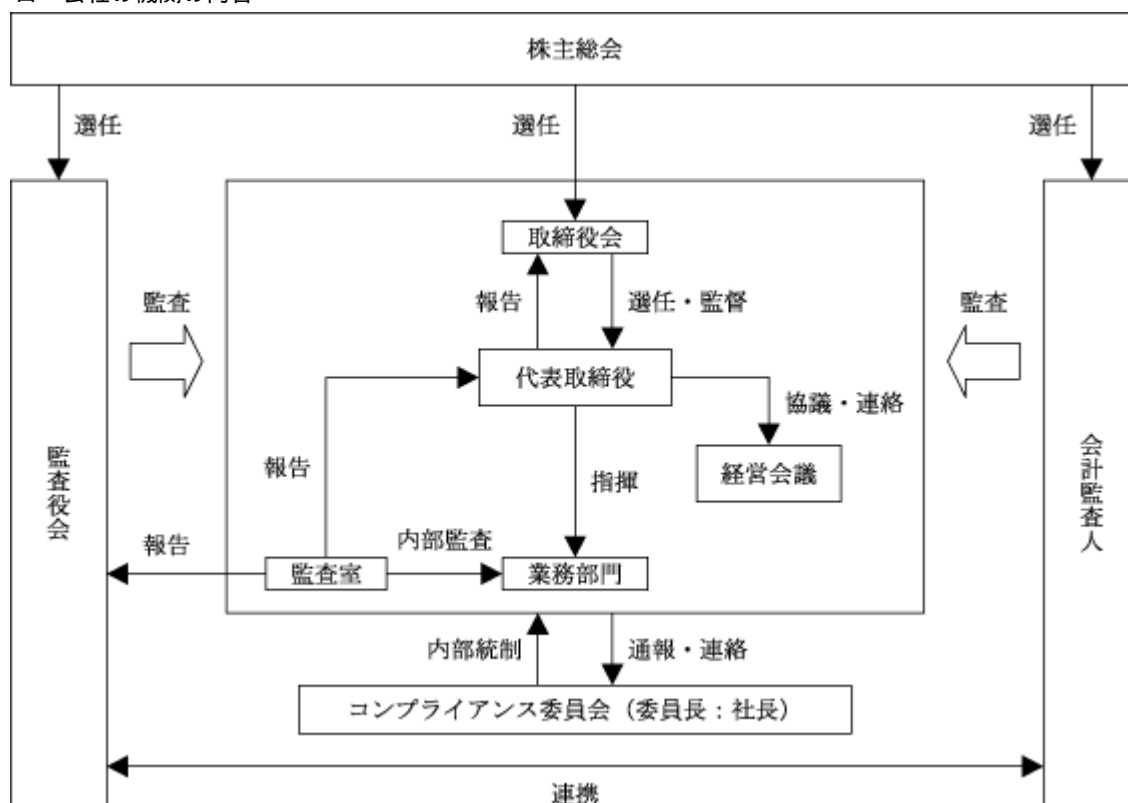 株主総会
選任
選任
選任
取締役会
監査
報告
選任・監督
監査
代表取締役
協議・連絡
監査役会
報告
指揮
経営会議
会計監査人
報告
内部監査
監査室
業務部門
内部統制
通報・連絡
コンプライアンス委員会（委員長：社長）
連携